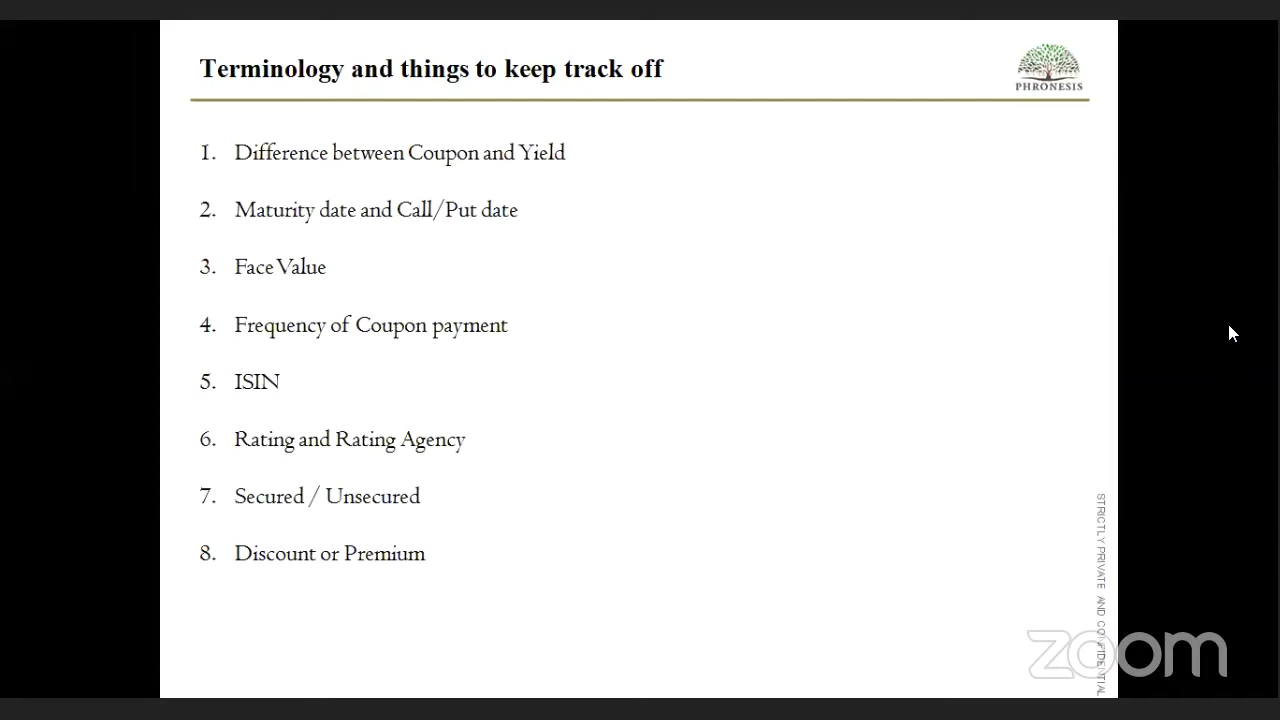 Terminology and things to keep track off
PHRONESIS
1. Difference between Coupon and Yield
2. Maturity date and Call/Put date
3. Face Value
4. Frequency of Coupon payment
5. ISIN
6. Rating and Rating Agency
7. Secured / Unsecured
8. Discount or Premium
STRICTLY PRIVATE AND CONFIDENTIAL
zoom